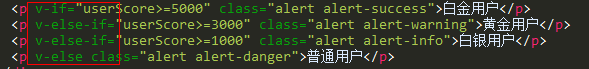 <p v-if="userScore>=5000" class="alert alert-success">白金用户</p>
<p v-else-if="userScore>=3000" class="alert alert-warning">黄金用户</p>
<p v-else-if="userScore>=1000" class="alert alert-info">白银用户</p>
<p v-else class="alert alert-danger">普通用户</p>